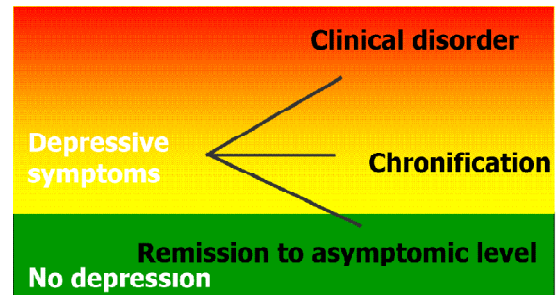 Clinical disorder
Depressive
symptoms
Chronification
Remission to asymptomic level
No depression